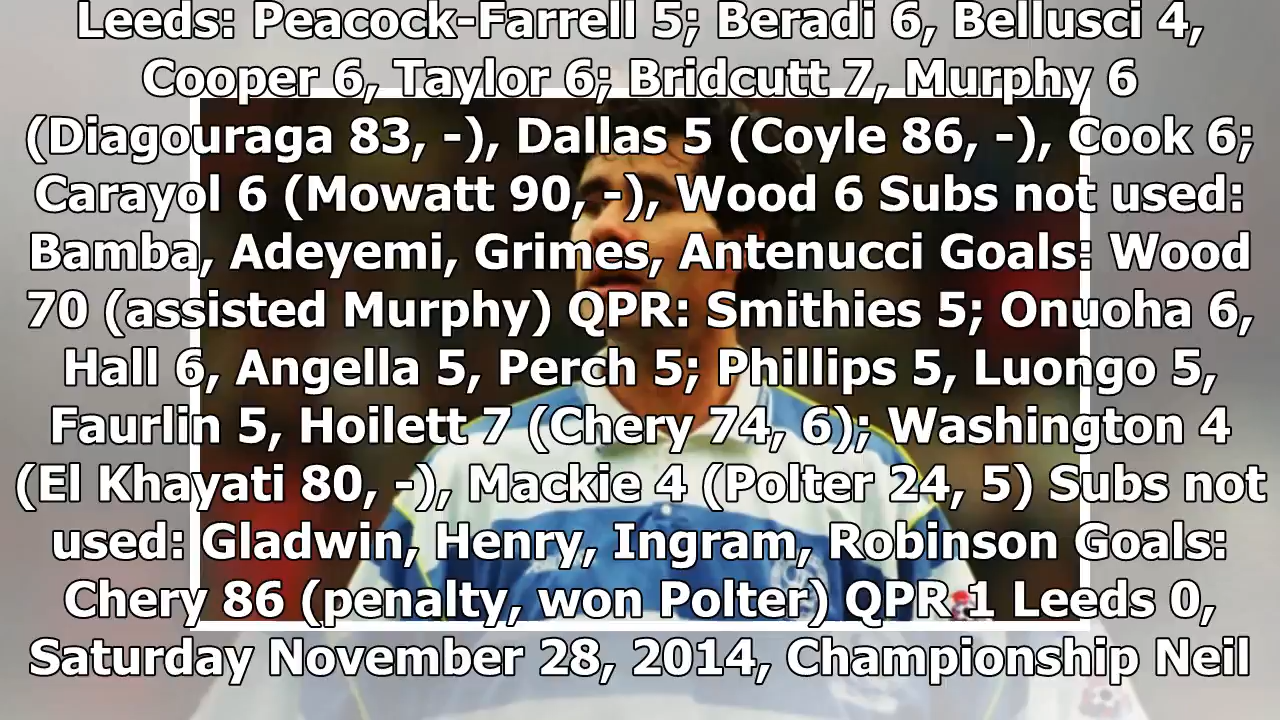 Leeds: Peacock-Farrell 5; Beradi 6, Bellusci 4,
Cooper 6, Taylor 6; Bridcutt 7, Murphy 6
(Diagouraga 83, -), Dallas 5 (Coyle 86, -), Cook 6;
Carayol 6 (Mowatt 90, -), Wood 6 Subs not used:
Bamba, Adeyemi, Grimes, Antenucci Goals: Wood
70 (assisted Murphy) QPR: Smithies 5; Onuoha 6,
Hall 6, Angella 5, Perch 5; Phillips 5, Luongo 5,
Faurlin 5, Hoilett 7 (Chery 74, 6); Washington 4
(El Khayati 80, -), Mackie 4 (Polter 24, 5) Subs not
used: Gladwin, Henry, Ingram, Robinson Goals:
Chery 86 (penalty, won Polter) QPR 1 Leeds 0,
Saturday November 28, 2014, Championship Neil